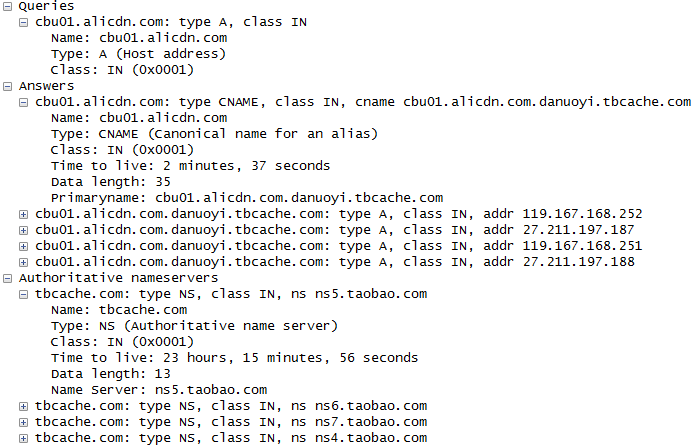 Queries
cbu01.alicdn.com: type A, class IN
Name: cbu01.alicdn.com
Type: A (Host address)
Class: IN (0x0001)
Answers
cbu01.alicdn.com: type CNAME, class IN, cname cbu01.alicdn.com.danuoyi.tbcache.com
Name: cbu01.alicdn.com
Type: CNAME (Canonical name for an alias)
Class: IN (0x0001)
Time to live: 2 minutes, 37 seconds
Data length: 35
Primaryname: cbu01.alicdn.com.danuoyi.tbcache.com
cbu01.alicdn.com.danuoyi.tbcache.com: type A, class IN, addr 119.167.168.252
cbu01.alicdn.com.danuoyi.tbcache.com: type A, class IN, addr 27.211.197.187
cbu01.alicdn.com.danuoyi.tbcache.com: type A, class IN, addr 119.167.168.251
cbu01.alicdn.com.danuoyi.tbcache.com: type A, class IN, addr 27.211.197.188
Authoritative nameservers
tbcache.com: type NS, class IN, ns ns5.taobao.com
Name: tbcache.com
Type: NS (Authoritative name server)
Class: IN (0x0001)
Time to live: 23 hours, 15 minutes, 56 seconds
Data length: 13
Name Server: ns5.taobao.com
tbcache.com: type NS, class IN, ns ns6.taobao.com
tbcache.com: type NS, class IN, ns ns7.taobao.com
tbcache.com: type NS, class IN, ns ns4.taobao.com